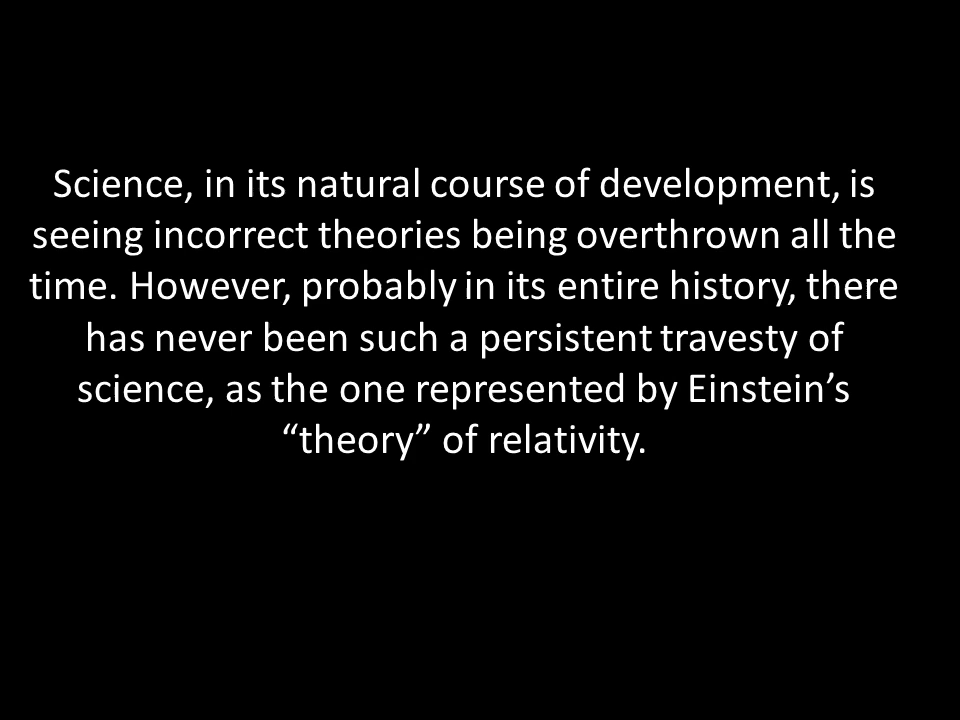 Science, in its natural course of development, is
seeing incorrect theories being overthrown all the
time. However, probably in its entire history, there
has never been such a persistent travesty of
science, as the one represented by Einstein’s
“theory” of relativity.